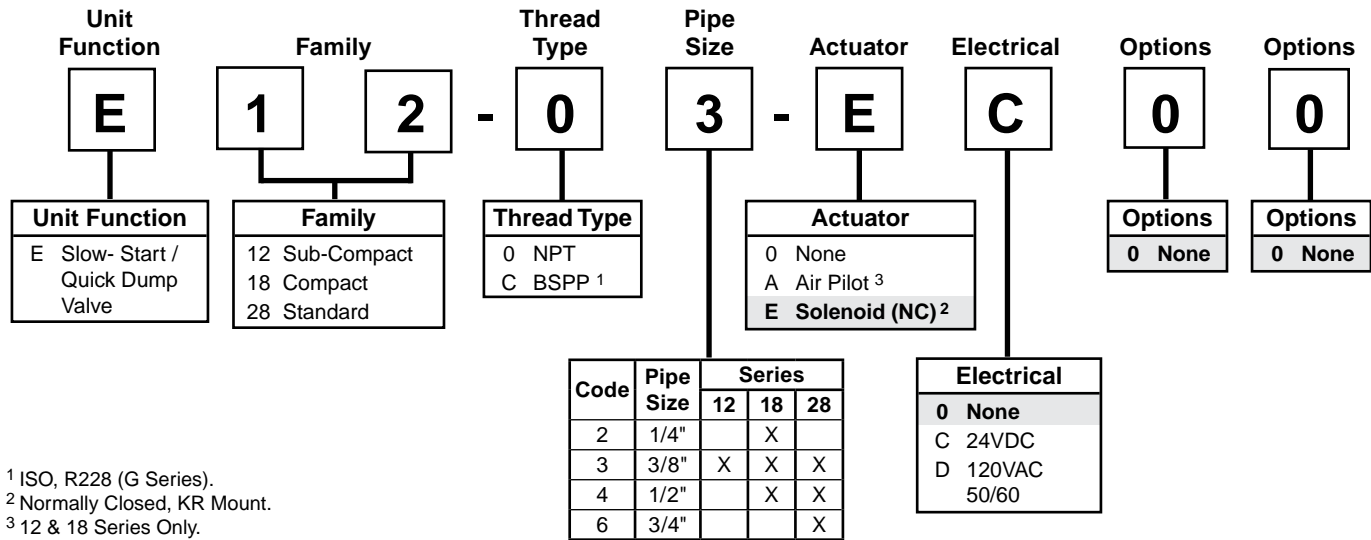 Unit Function
Family
Thread Type
Pipe Size
Actuator
Electrical
Options
Options
E 1 2 - 0 3 - E C 0 0
Unit Function
E Slow- Start / Quick Dump Valve
Family
12 Sub-Compact
18 Compact
28 Standard
Thread Type
0 NPT
C BSPP 1
Actuator
0 None
A Air Pilot 3
E Solenoid (NC) 2
Options
0 None
Options
0 None
Code Pipe Size Series
12 18 28
2 1/4" X
3 3/8" X X X
4 1/2" X X
6 3/4" X
Electrical
0 None
C 24VDC
D 120VAC 50/60
1 ISO, R228 (G Series).
2 Normally Closed, KR Mount.
3 12 & 18 Series Only.